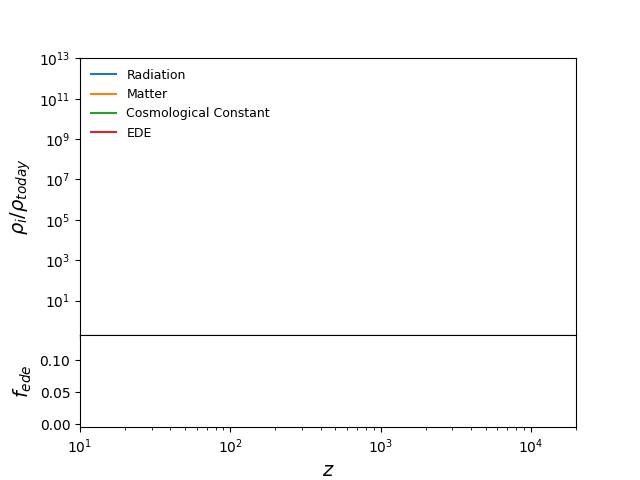 10^13
10^11
10^9
10^7
10^5
10^3
10^1
ρ_i/ρ_today
Radiation
Matter
Cosmological Constant
EDE
0.10
0.05
0.00
f_ede
10^1 10^2 10^3 10^4
z